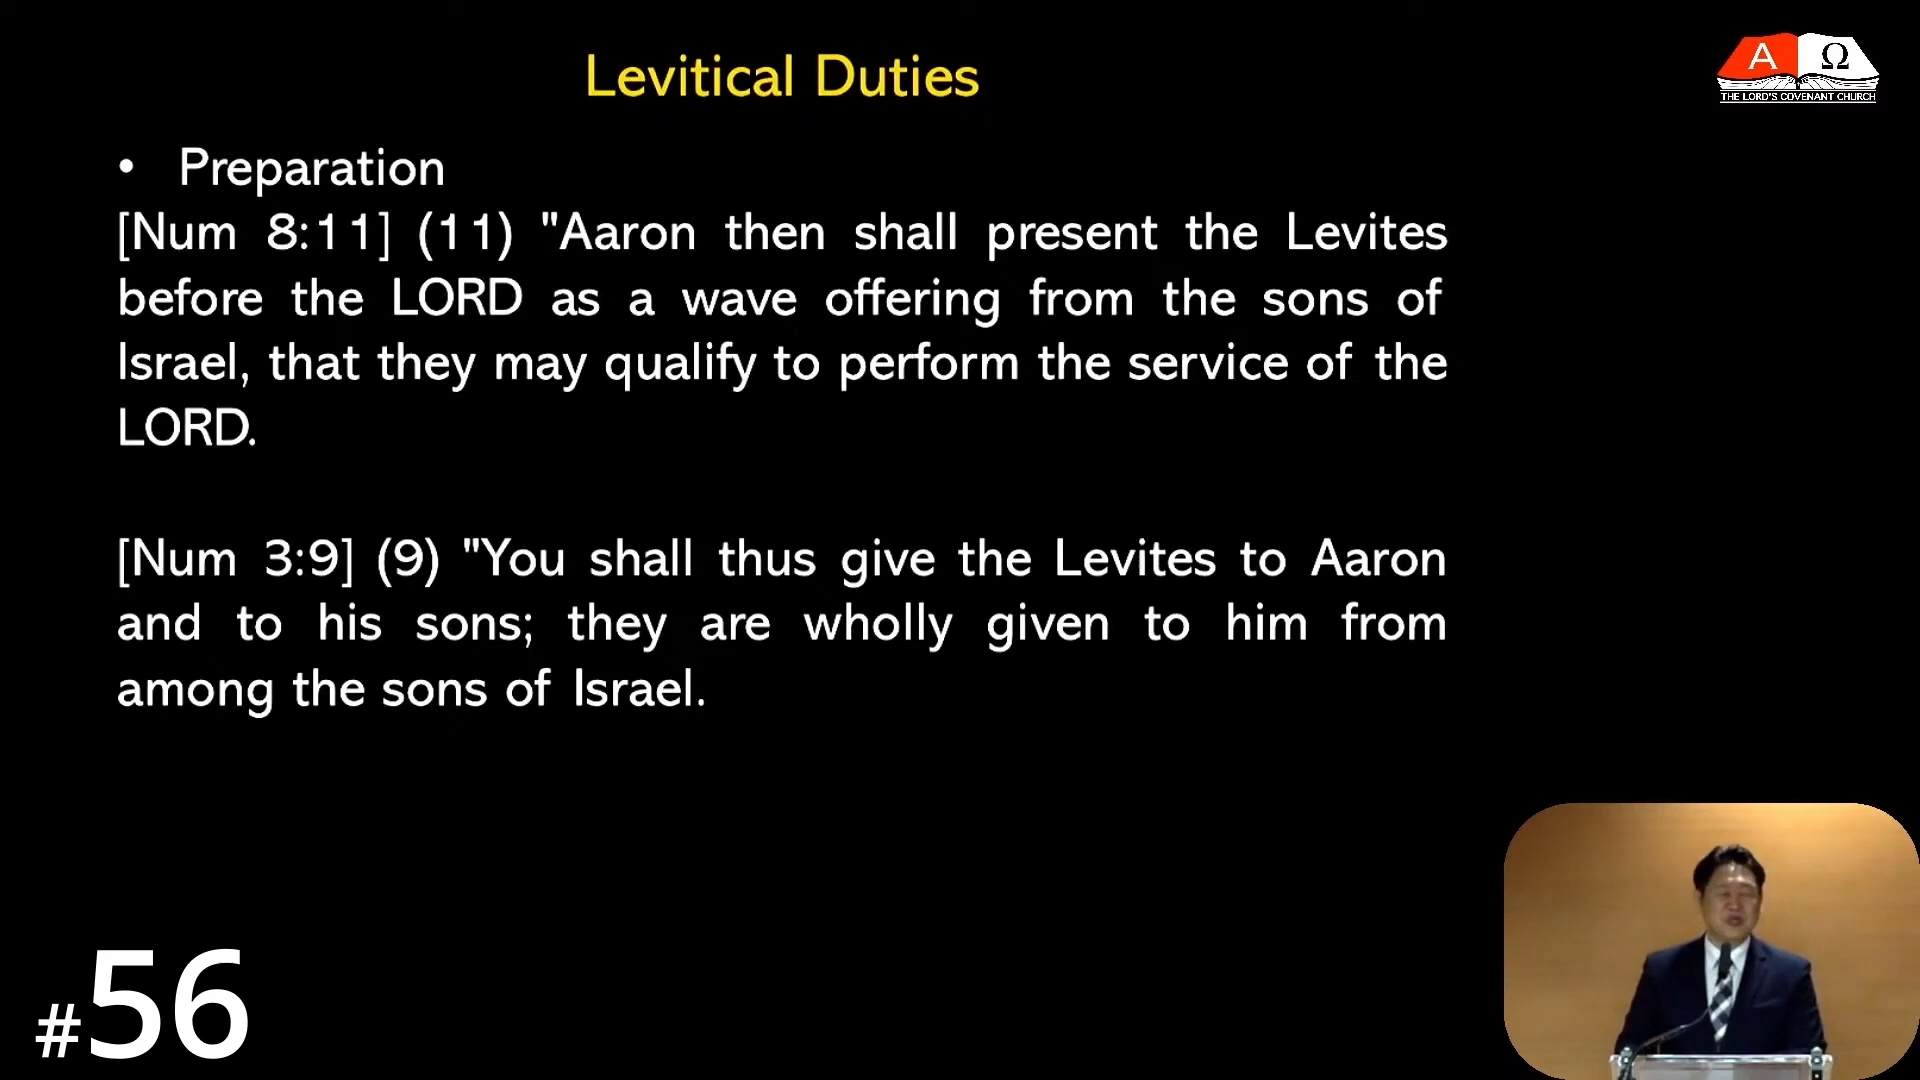 Levitical Duties
A Ω
THE LORD'S COVENANT CHURCH
• Preparation
[Num 8:11] (11) "Aaron then shall present the Levites
before the LORD as a wave offering from the sons of
Israel, that they may qualify to perform the service of the
LORD.
[Num 3:9] (9) "You shall thus give the Levites to Aaron
and to his sons; they are wholly given to him from
among the sons of Israel.
#56